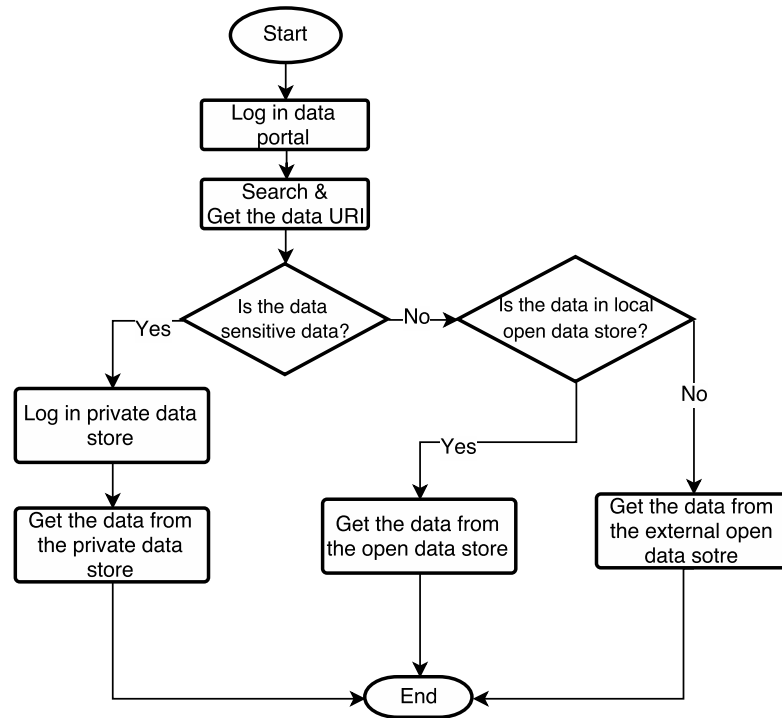 Start
Log in data
portal
Search &
Get the data URI
Is the data
sensitive data?
No
Is the data in local
open data store?
Yes
No
Log in private data
store
Yes
Get the data from
the private data
store
Get the data from
the open data store
Get the data from
the external open
data sotre
End